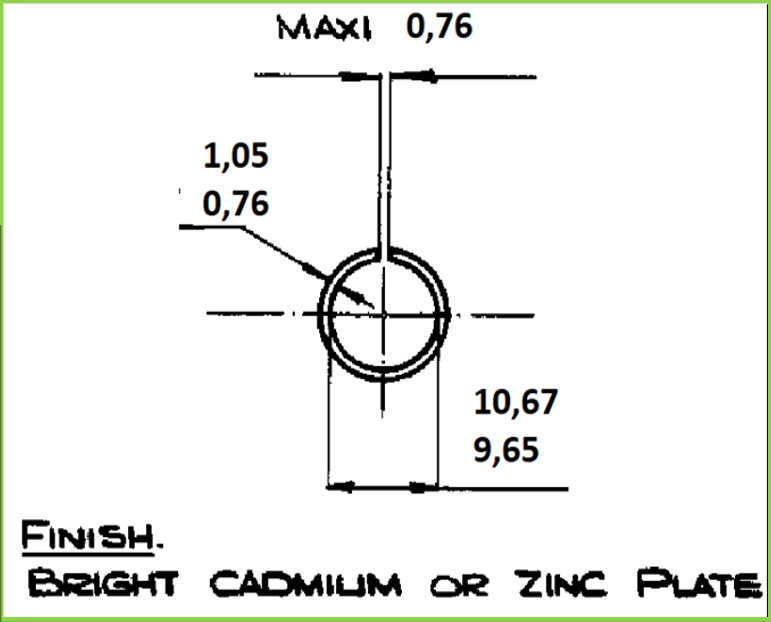 MAXI 0,76
1,05
0,76
10,67
9,65
FINISH.
BRIGHT CADMIUM OR ZINC PLATE